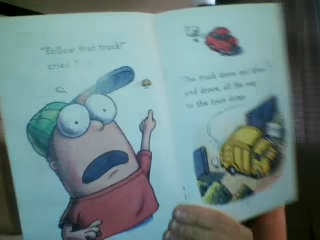 "Follow that truck!"
cries
The truck drove and drove
and drove, all the way
to the town dump.